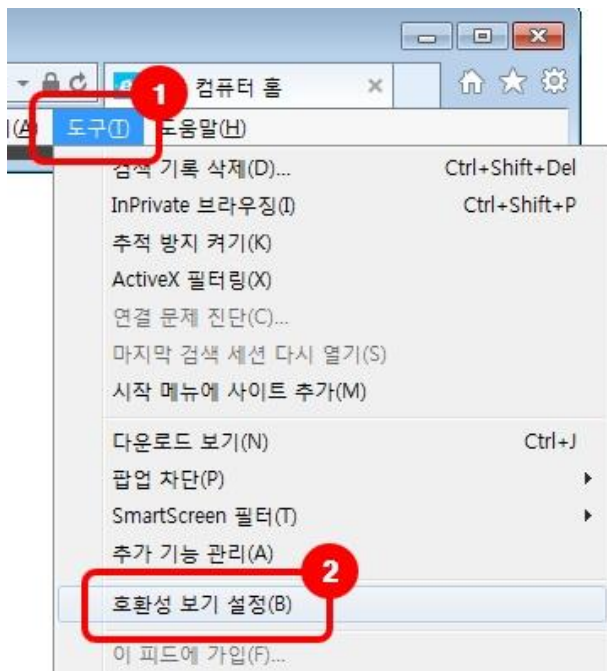 1
컴퓨터 홈
(A) 도구(T) 도움말(H)
검색 기록 삭제(D)... Ctrl+Shift+Del
InPrivate 브라우징(I) Ctrl+Shift+P
추적 방지 켜기(K)
ActiveX 필터링(X)
연결 문제 진단(C)...
마지막 검색 세션 다시 열기(S)
시작 메뉴에 사이트 추가(M)
다운로드 보기(N) Ctrl+J
팝업 차단(P)
SmartScreen 필터(T)
추가 기능 관리(A)
2
호환성 보기 설정(B)
이 피드에 가입(F)...